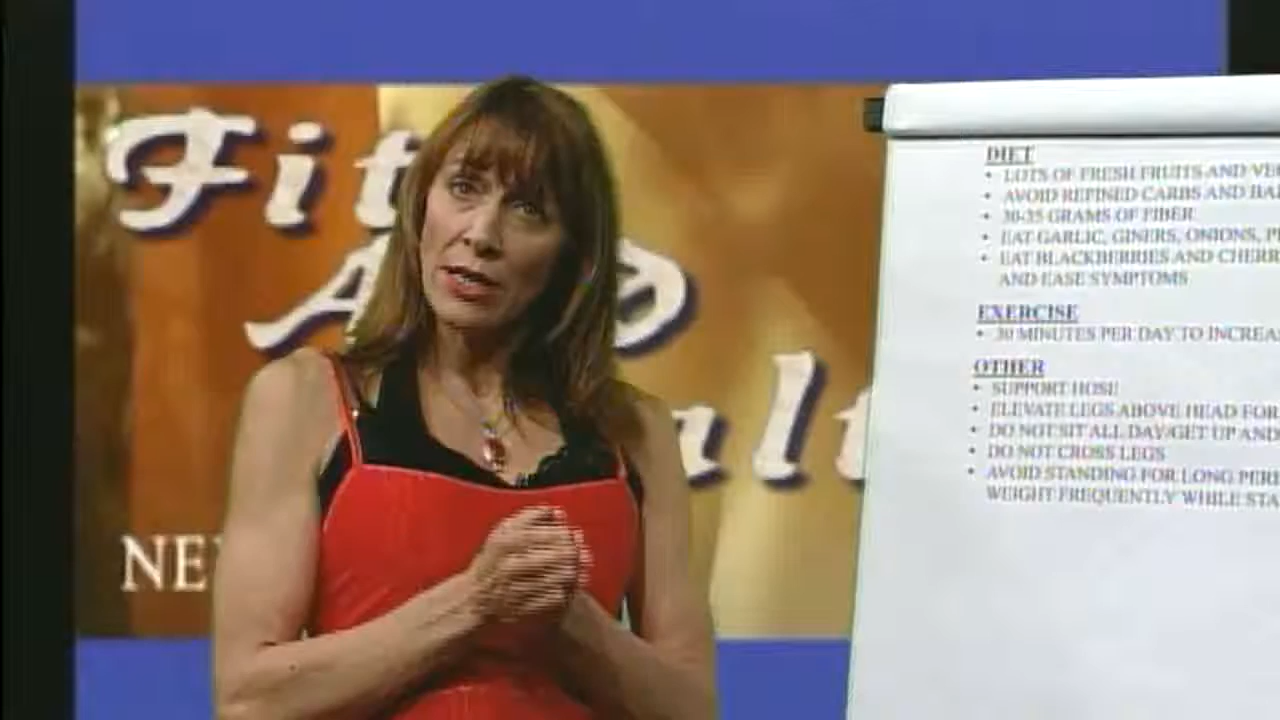 Fit
A D
alt
NE
DIET
• LOTS OF FRESH FRUITS AND VE
• AVOID REFINED CARBS AND BA
• 30-35 GRAMS OF FIBER
• EAT GARLIC, GINERS, ONIONS, P
• EAT BLACKBERRIES AND CHERR
AND EASE SYMPTOMS
EXERCISE
• 30 MINUTES PER DAY TO INCREA
OTHER
• SUPPORT HOSE
• ELEVATE LEGS ABOVE HEAD FOR
• DO NOT SIT ALL DAY/GET UP AND
• DO NOT CROSS LEGS
• AVOID STANDING FOR LONG PER
WEIGHT FREQUENTLY WHILE STA